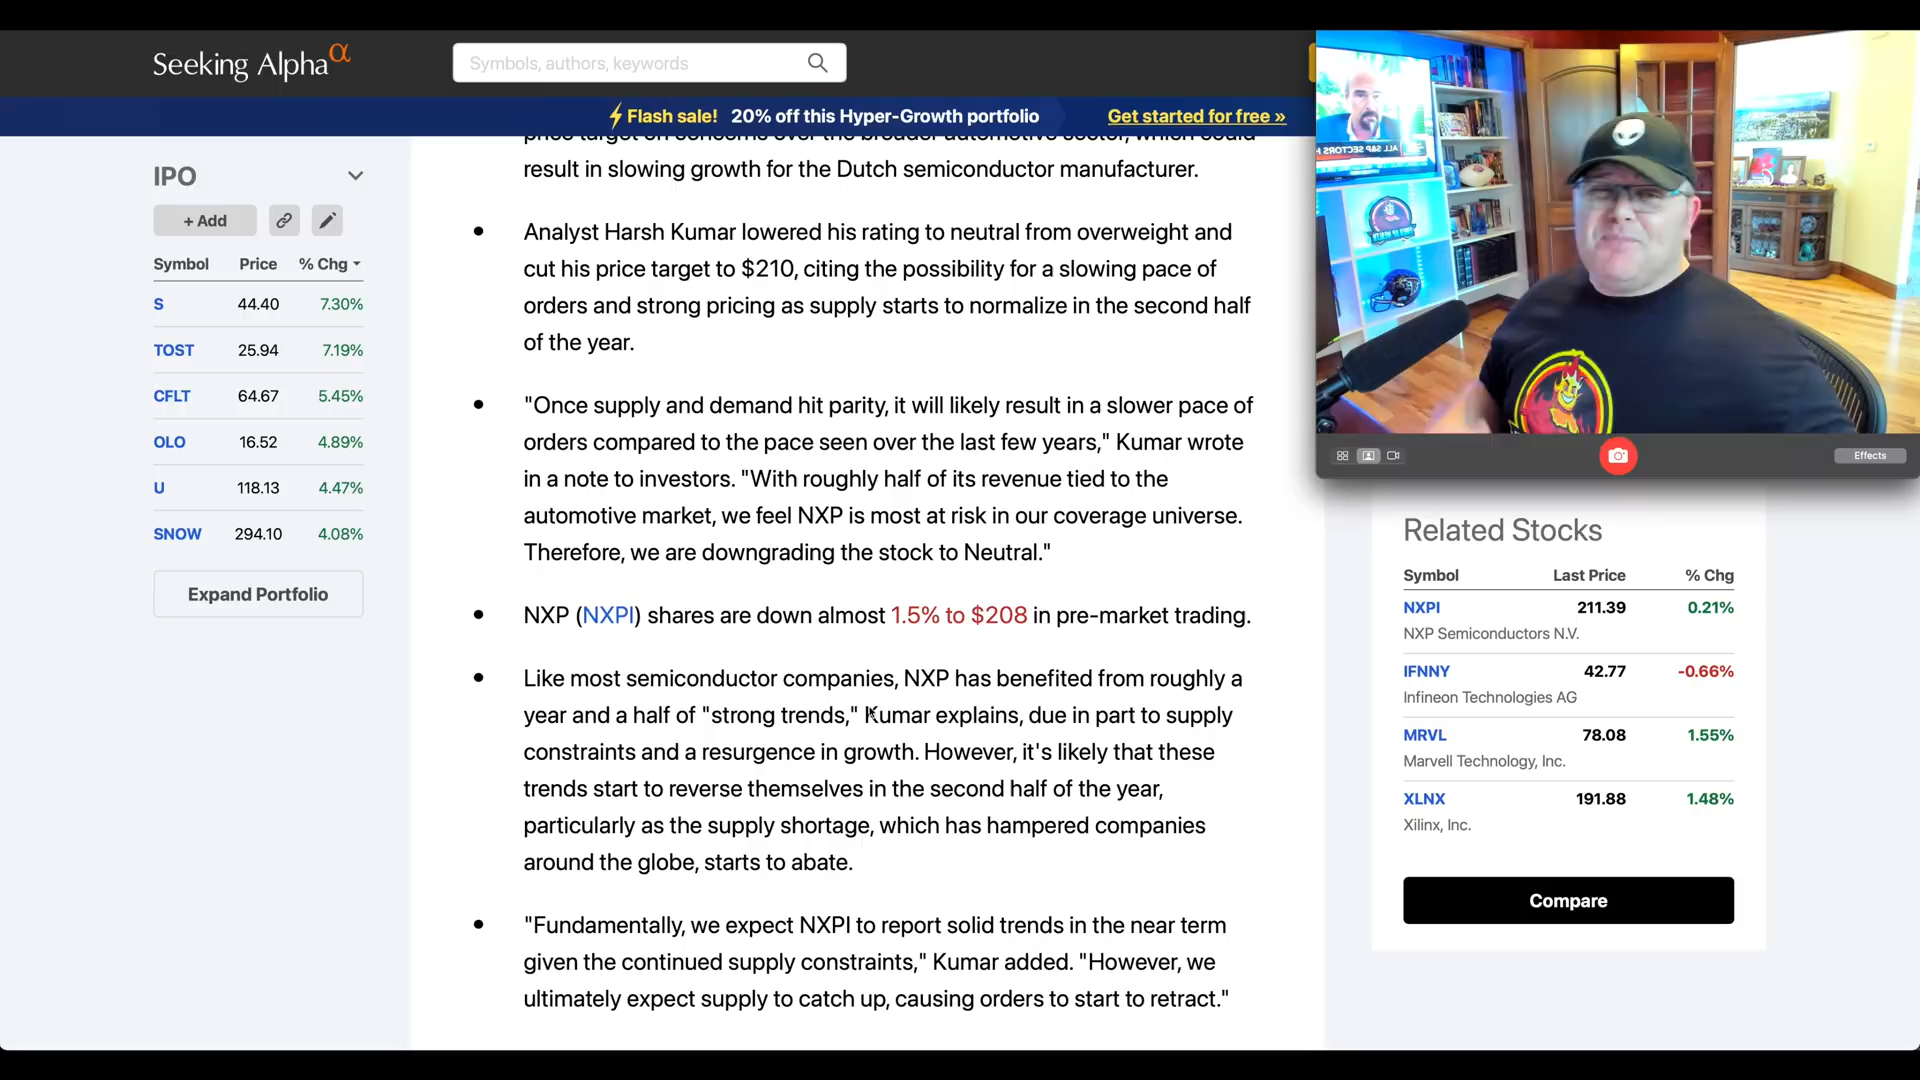 Seeking Alphaα
Symbols, authors, keywords
Flash sale! 20% off this Hyper-Growth portfolio Get started for free »
IPO
+ Add
Symbol Price % Chg
S 44.40 7.30%
TOST 25.94 7.19%
CFLT 64.67 5.45%
OLO 16.52 4.89%
U 118.13 4.47%
SNOW 294.10 4.08%
Expand Portfolio
price target on concerns over the broader automotive sector, which could
result in slowing growth for the Dutch semiconductor manufacturer.
• Analyst Harsh Kumar lowered his rating to neutral from overweight and
cut his price target to $210, citing the possibility for a slowing pace of
orders and strong pricing as supply starts to normalize in the second half
of the year.
• "Once supply and demand hit parity, it will likely result in a slower pace of
orders compared to the pace seen over the last few years," Kumar wrote
in a note to investors. "With roughly half of its revenue tied to the
automotive market, we feel NXP is most at risk in our coverage universe.
Therefore, we are downgrading the stock to Neutral."
• NXP (NXPI) shares are down almost 1.5% to $208 in pre-market trading.
• Like most semiconductor companies, NXP has benefited from roughly a
year and a half of "strong trends," Kumar explains, due in part to supply
constraints and a resurgence in growth. However, it's likely that these
trends start to reverse themselves in the second half of the year,
particularly as the supply shortage, which has hampered companies
around the globe, starts to abate.
• "Fundamentally, we expect NXPI to report solid trends in the near term
given the continued supply constraints," Kumar added. "However, we
ultimately expect supply to catch up, causing orders to start to retract."
ALL S&P SECTORS
Effects
Related Stocks
Symbol Last Price % Chg
NXPI 211.39 0.21%
NXP Semiconductors N.V.
IFNNY 42.77 -0.66%
Infineon Technologies AG
MRVL 78.08 1.55%
Marvell Technology, Inc.
XLNX 191.88 1.48%
Xilinx, Inc.
Compare